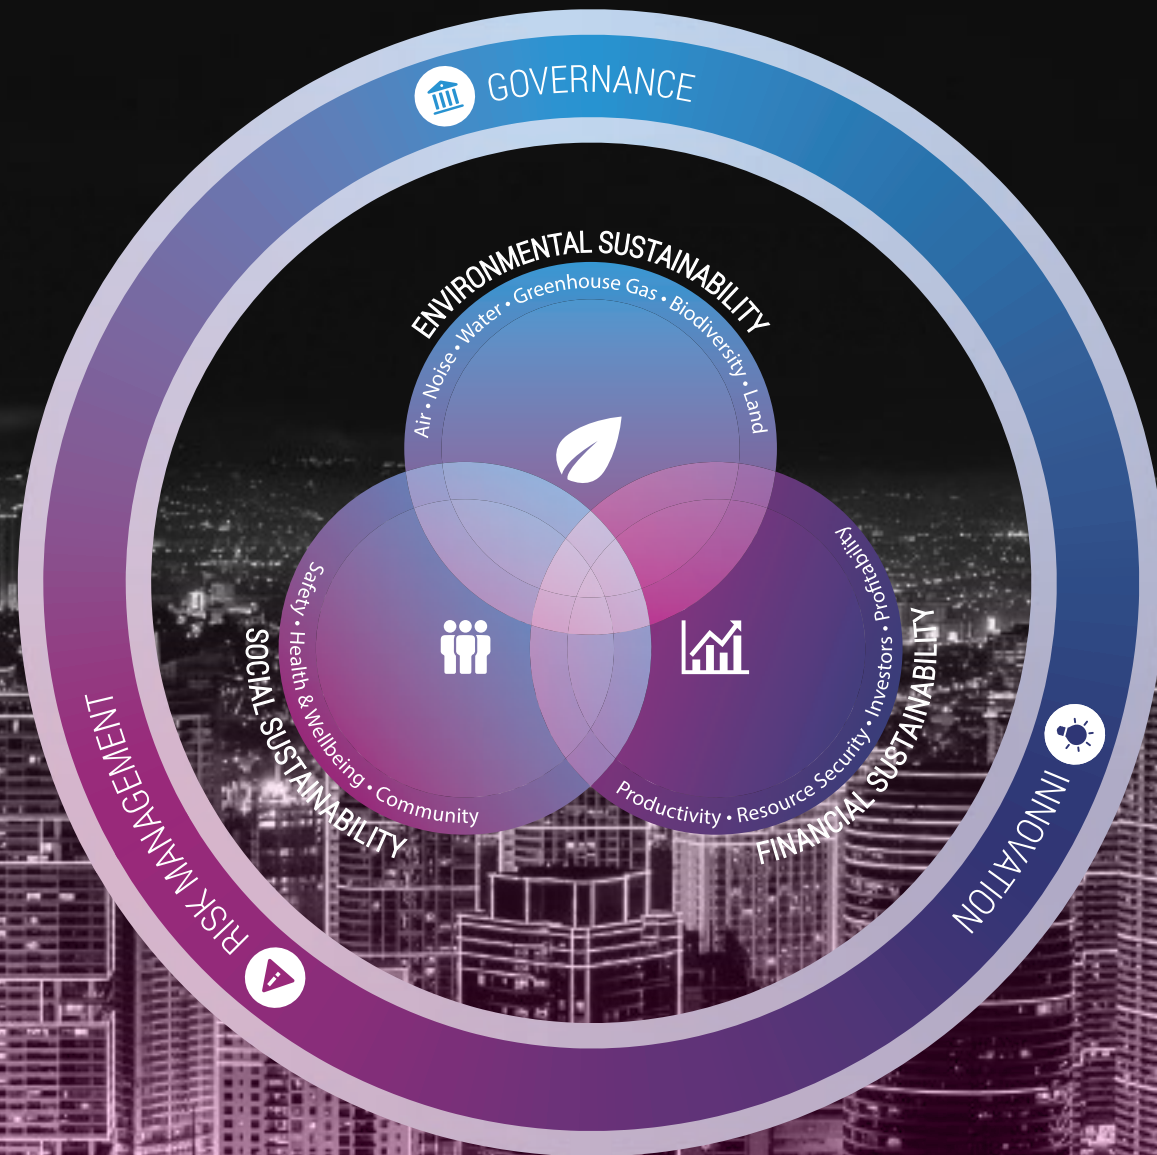 GOVERNANCE
ENVIRONMENTAL SUSTAINABILITY
Air • Noise • Water • Greenhouse Gas • Biodiversity • Land
SOCIAL SUSTAINABILITY
Safety • Health & Wellbeing • Community
FINANCIAL SUSTAINABILITY
Productivity • Resource Security • Investors • Profitability
RISK MANAGEMENT
INNOVATION